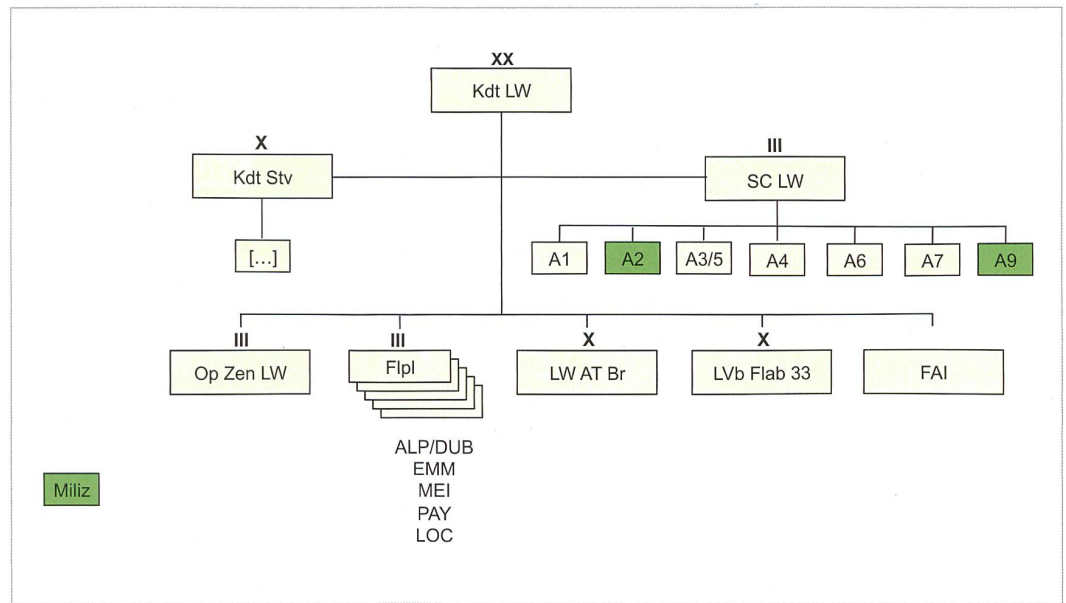 XX
Kdt LW
X
Kdt Stv
[...]
III
SC LW
A1
A2
A3/5
A4
A6
A7
A9
III
Op Zen LW
III
Flpl
X
LW AT Br
X
LVb Flab 33
FAI
ALP/DUB
EMM
MEI
PAY
LOC
Miliz